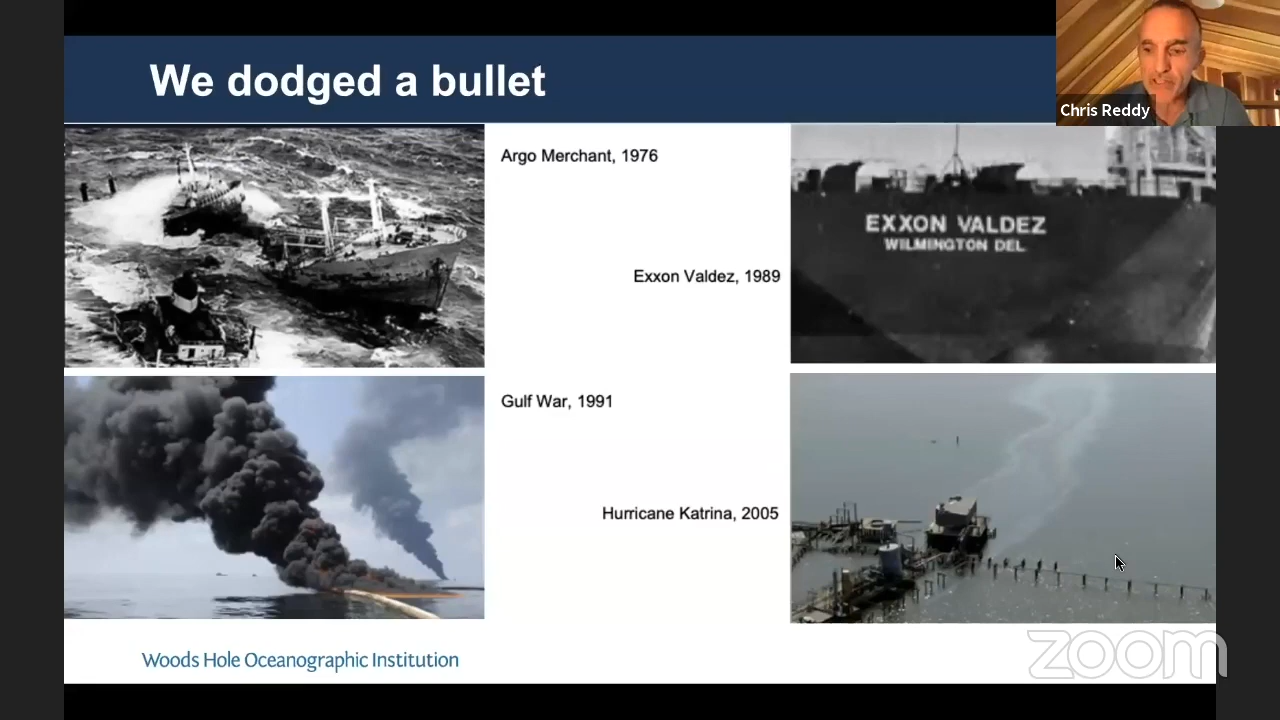 We dodged a bullet
Chris Reddy
Argo Merchant, 1976
EXXON VALDEZ
WILMINGTON DEL.
Exxon Valdez, 1989
Gulf War, 1991
Hurricane Katrina, 2005
Woods Hole Oceanographic Institution
zoom